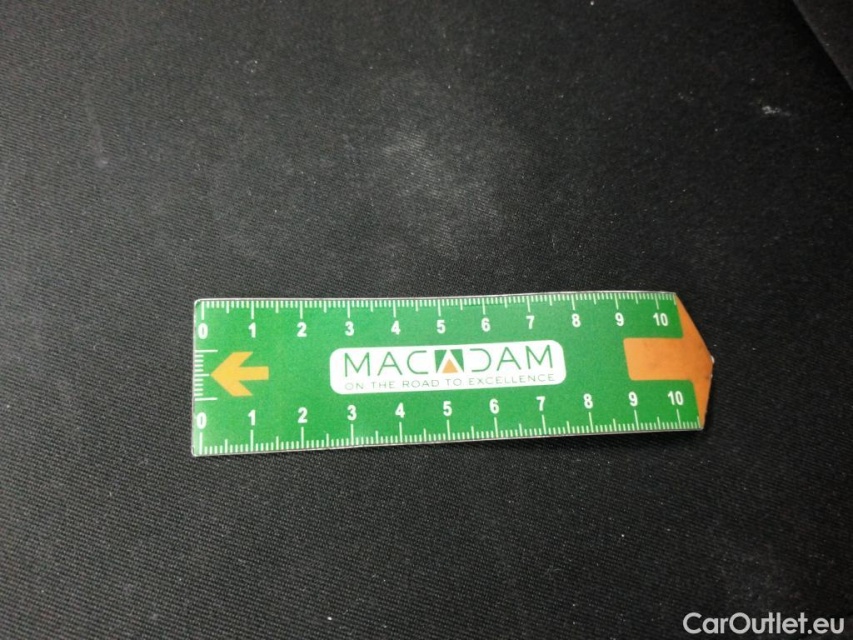 0 1 2 3 4 5 6 7 8 9 10
MACADAM
ON THE ROAD TO EXCELLENCE
0 1 2 3 4 5 6 7 8 9 10
CarOutlet.eu